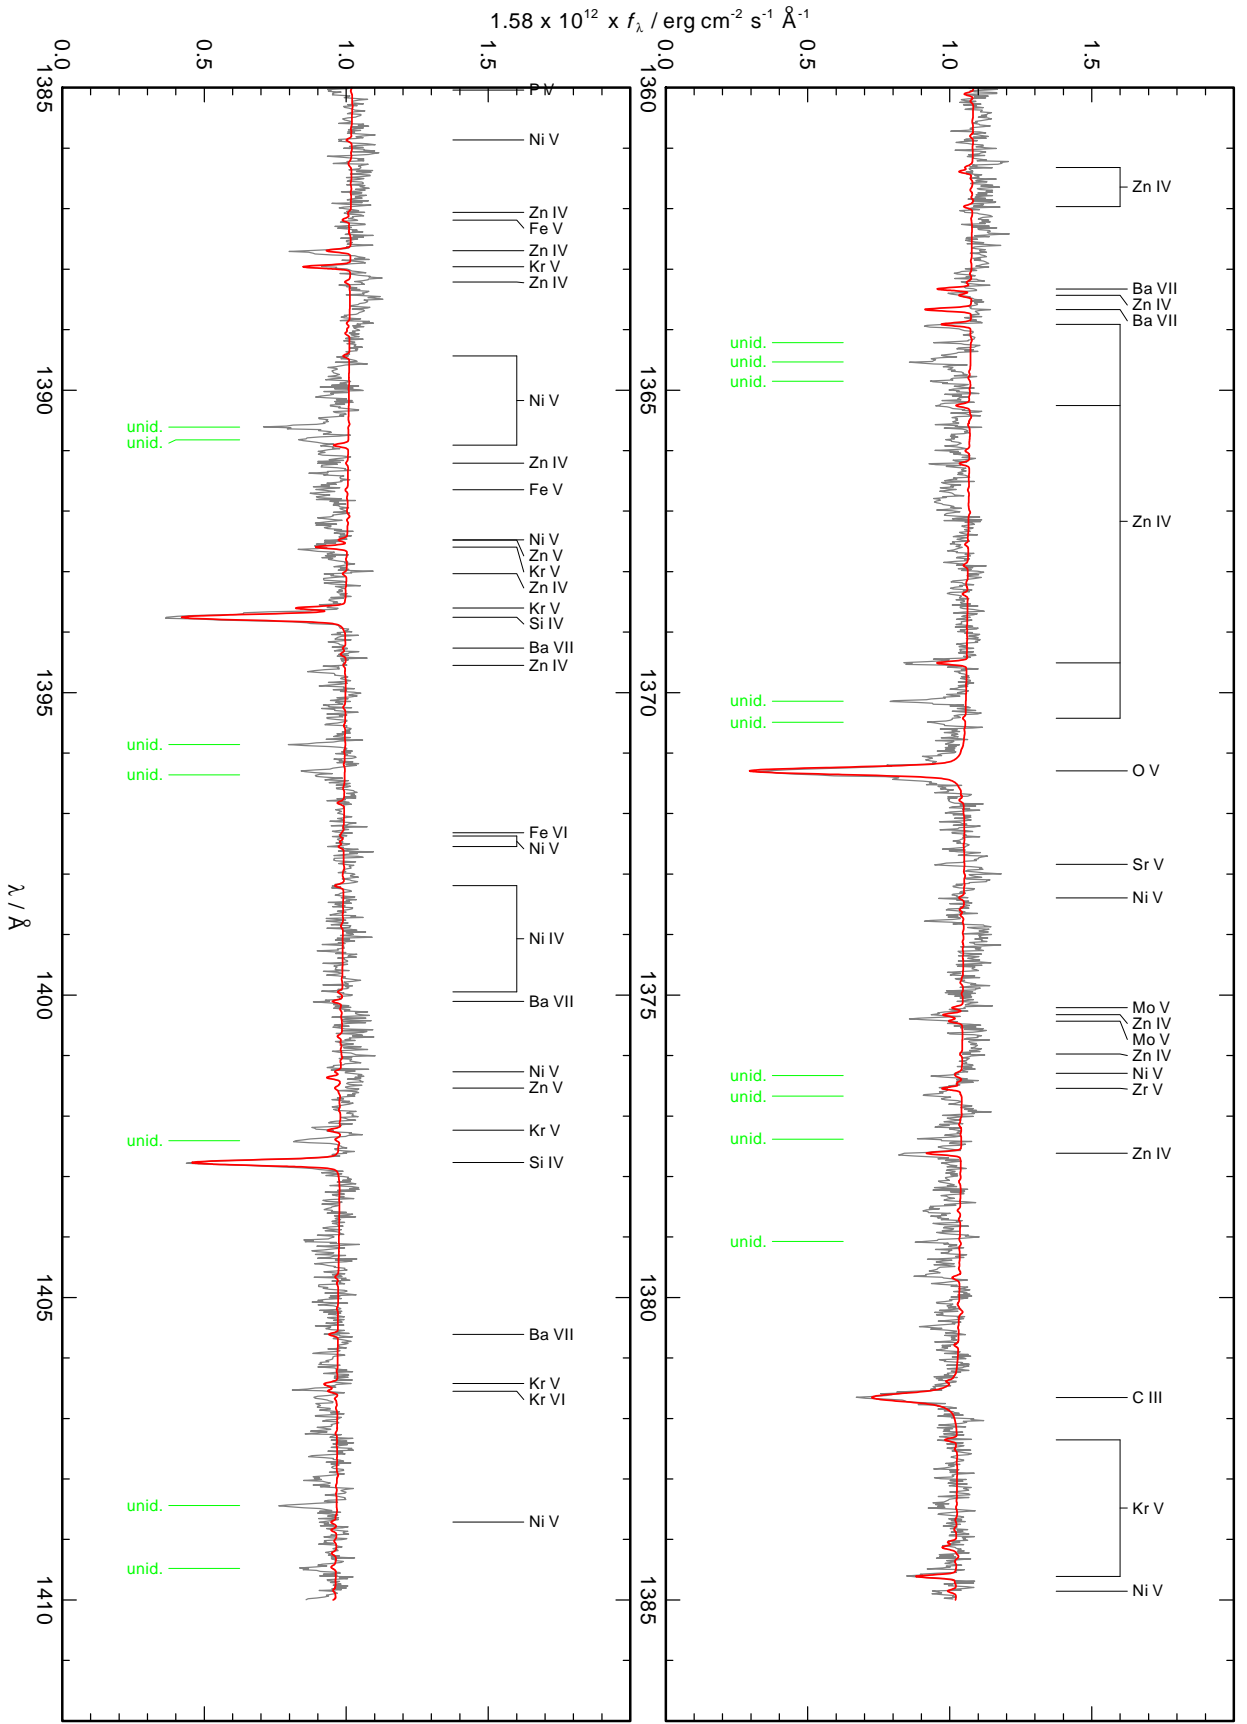 1.58 x 10¹² x fλ / erg cm⁻² s⁻¹ Å⁻¹
0.0
0.5
1.0
1.5
0.0
0.5
1.0
1.5
1360
1365
1370
1375
1380
1385
Zn IV
Ba VII
Zn IV
Ba VII
Zn IV
O V
Sr V
Ni V
Mo V
Zn IV
Mo V
Zn IV
Ni V
Zr V
Zn IV
C III
Kr V
Ni V
unid.
unid.
unid.
unid.
unid.
unid.
unid.
unid.
unid.
1385
1390
1395
1400
1405
1410
P V
Ni V
Zn IV
Fe V
Zn IV
Kr V
Zn IV
Ni V
Zn IV
Fe V
Ni V
Zn V
Kr V
Zn IV
Kr V
Si IV
Ba VII
Zn IV
Fe VI
Ni V
Ni IV
Ba VII
Ni V
Zn V
Kr V
Si IV
Ba VII
Kr V
Kr VI
Ni V
unid.
unid.
unid.
unid.
unid.
unid.
unid.
λ / Å